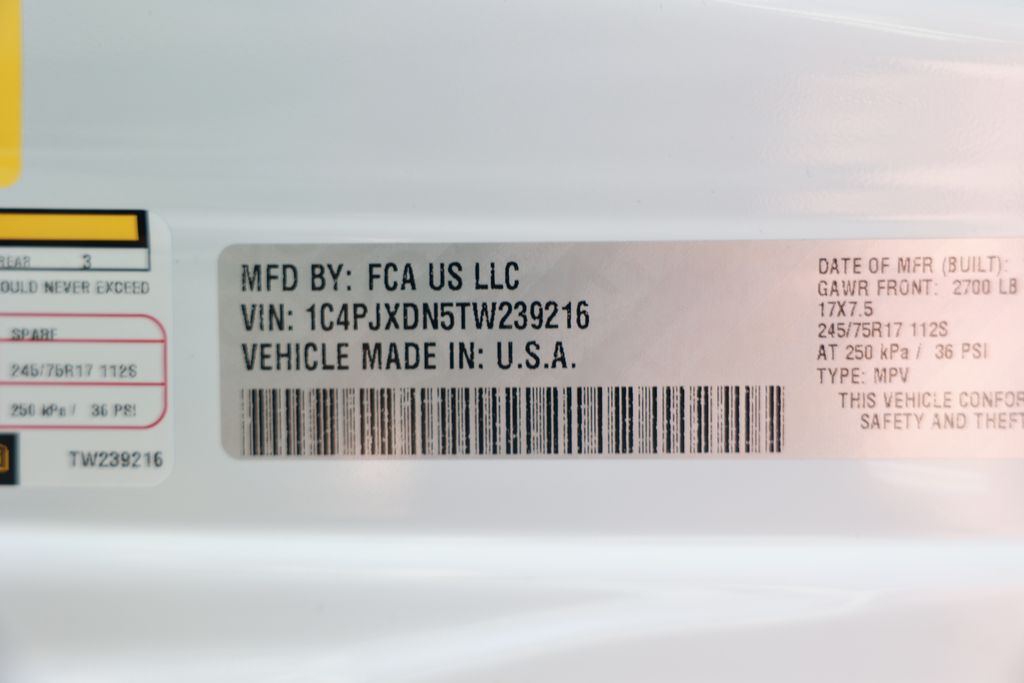 REAR 3
OULD NEVER EXCEED
SPARE
245/75R17 112S
250 kPa / 36 PSI
TW239216
MFD BY: FCA US LLC
VIN: 1C4PJXDN5TW239216
VEHICLE MADE IN: U.S.A.
DATE OF MFR (BUILT):
GAWR FRONT: 2700 LB
17X7.5
245/75R17 112S
AT 250 kPa / 36 PSI
TYPE: MPV
THIS VEHICLE CONFOR
SAFETY AND THEFT